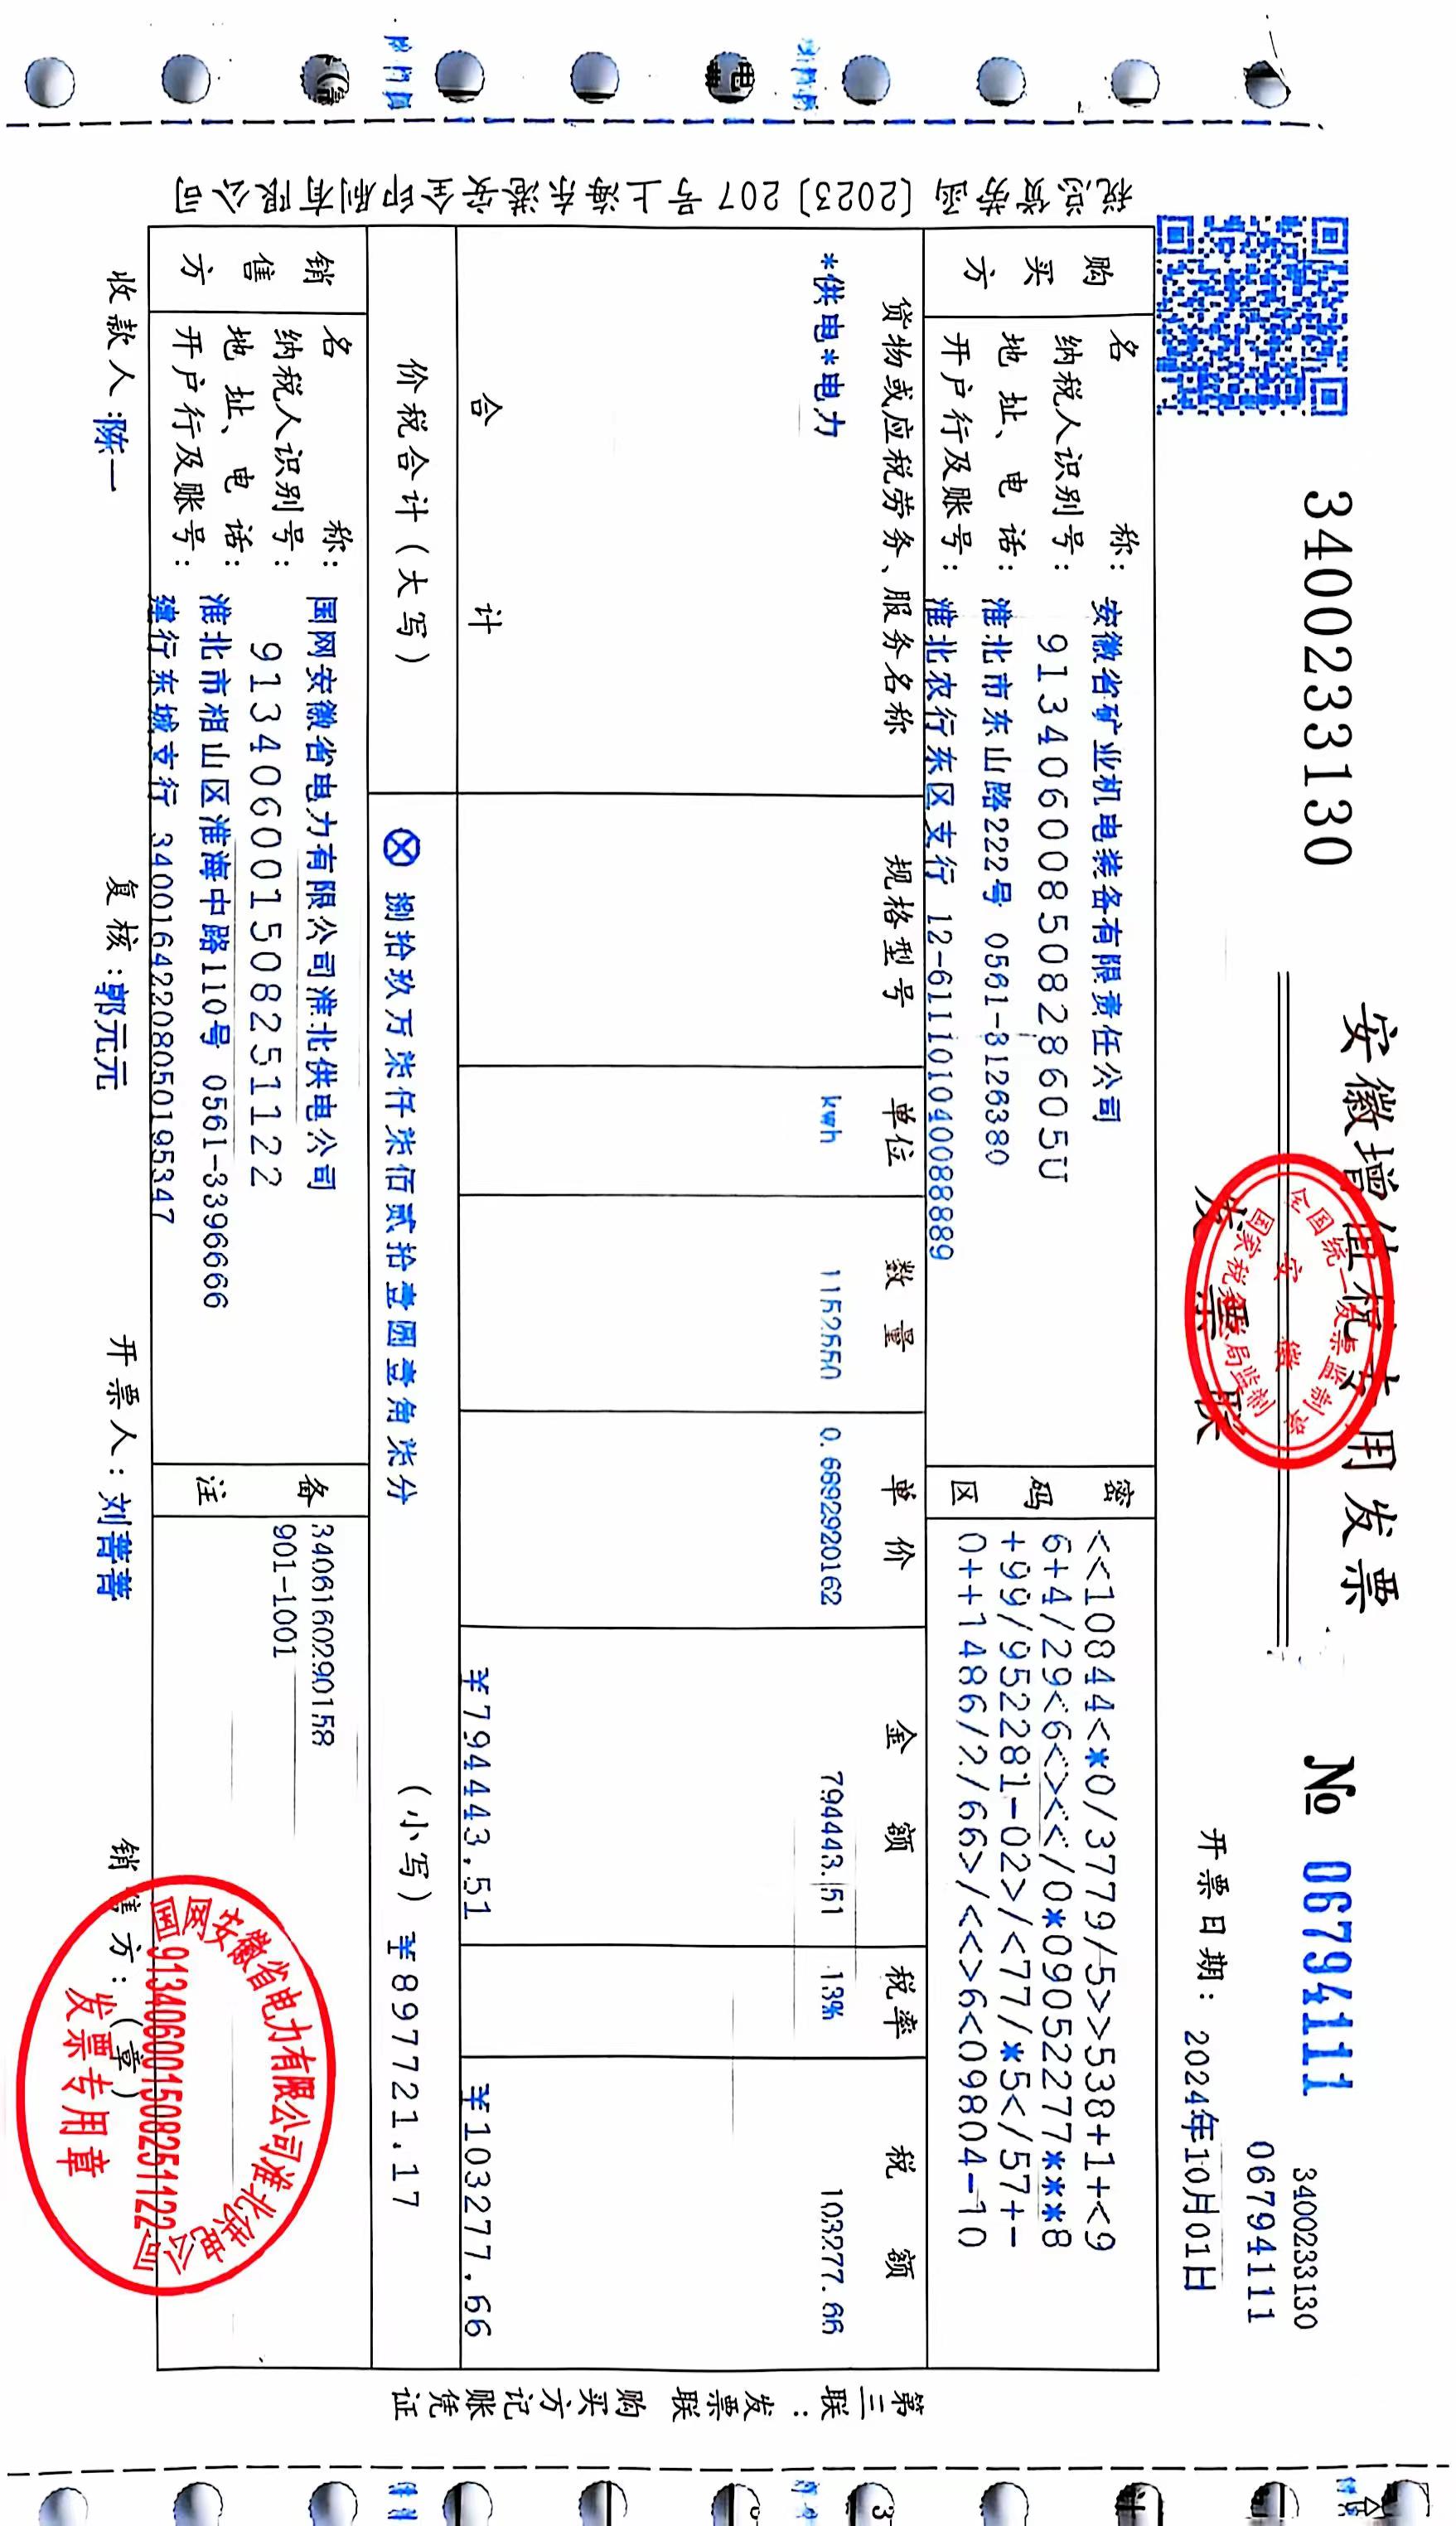 安徽增值税专用发票
3400233130
No 06794111
3400233130
06794111
全国统一发票监制章
安徽
国家税务总局监制
发票联
开票日期: 2024年10月01日
税总货劳函〔2023〕207号上海东港安全印刷有限公司
购买方
名称: 安徽省矿业机电装备有限责任公司
纳税人识别号: 91340600850828605U
地址、电话: 淮北市东山路222号 0561-3126380
开户行及账号: 淮北农行东区支行 12-611101040088889
密码区
<<10844<*0/3779/5>>538+1+<9
6+4/29<6<><</0*09052277***8
+99/952281-02>/<77/*5</57+-
0++1486/2/66>/<<>6<09804-10
货物或应税劳务、服务名称 规格型号 单位 数量 单价 金额 税率 税额
*供电*电力 kwh 1152550 0.6892920162 794443.51 13% 103277.66
合计 ¥794443.51 ¥103277.66
价税合计(大写) ⊗ 捌拾玖万柒仟柒佰贰拾壹圆壹角柒分 (小写) ¥897721.17
销售方
名称: 国网安徽省电力有限公司淮北供电公司
纳税人识别号: 913406001508251122
地址、电话: 淮北市相山区淮海中路110号 0561-3396666
开户行及账号: 建行东城支行 34001642208050195347
备注
3406160290158
901-1001
收款人:陈一 复核:郭元元 开票人:刘菁菁 销售方:(章)
国网安徽省电力有限公司淮北供电公司
913406001508251122
发票专用章
第三联:发票联 购买方记账凭证